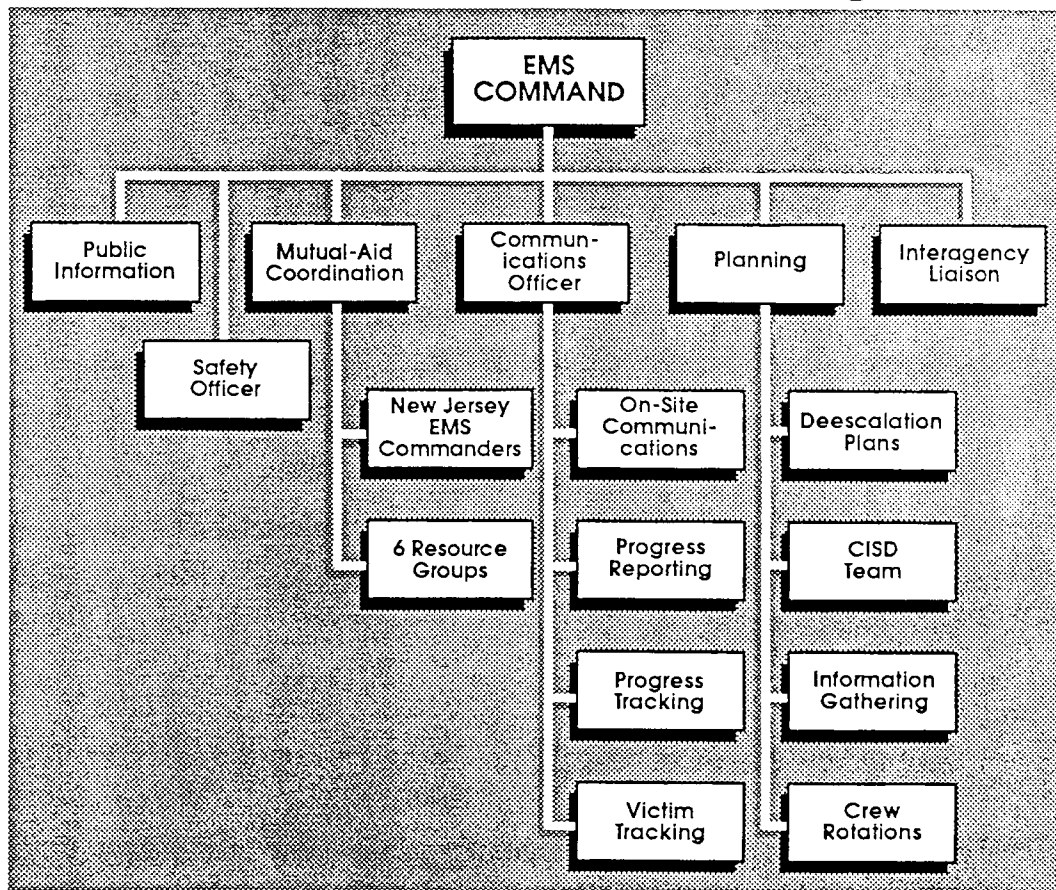 EMS
COMMAND
Public
Information
Mutual-Aid
Coordination
Commun-
ications
Officer
Planning
Interagency
Liaison
Safety
Officer
New Jersey
EMS
Commanders
On-Site
Communi-
cations
Deescalation
Plans
6 Resource
Groups
Progress
Reporting
CISD
Team
Progress
Tracking
Information
Gathering
Victim
Tracking
Crew
Rotations